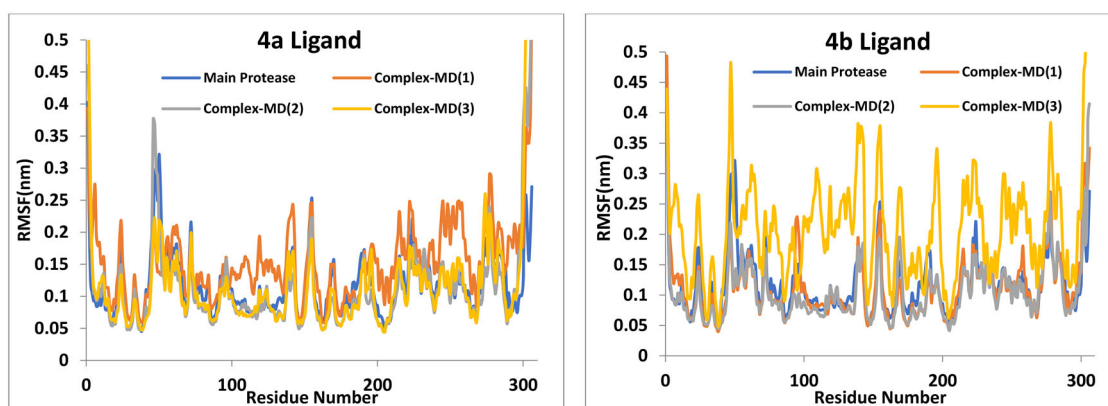 4a Ligand
Main Protease
Complex-MD(1)
Complex-MD(2)
Complex-MD(3)
RMSF(nm)
0.5
0.45
0.4
0.35
0.3
0.25
0.2
0.15
0.1
0.05
0
0 100 200 300
Residue Number
4b Ligand
Main Protease
Complex-MD(1)
Complex-MD(2)
Complex-MD(3)
RMSF(nm)
0.5
0.45
0.4
0.35
0.3
0.25
0.2
0.15
0.1
0.05
0
0 100 200 300
Residue Number